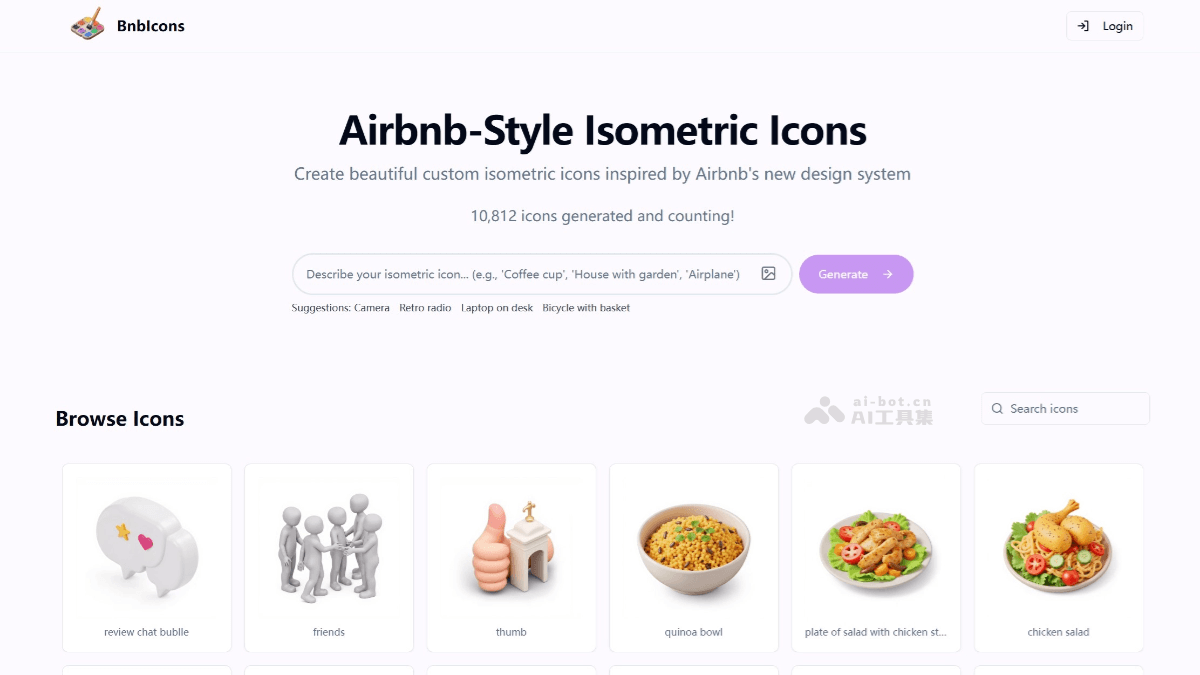 BnbIcons
Login
Airbnb-Style Isometric Icons
Create beautiful custom isometric icons inspired by Airbnb's new design system
10,812 icons generated and counting!
Describe your isometric icon... (e.g., 'Coffee cup', 'House with garden', 'Airplane')
Generate
Suggestions: Camera Retro radio Laptop on desk Bicycle with basket
Browse Icons
ai-bot.cn
AI工具集
Search icons
review chat bublle
friends
thumb
quinoa bowl
plate of salad with chicken st...
chicken salad